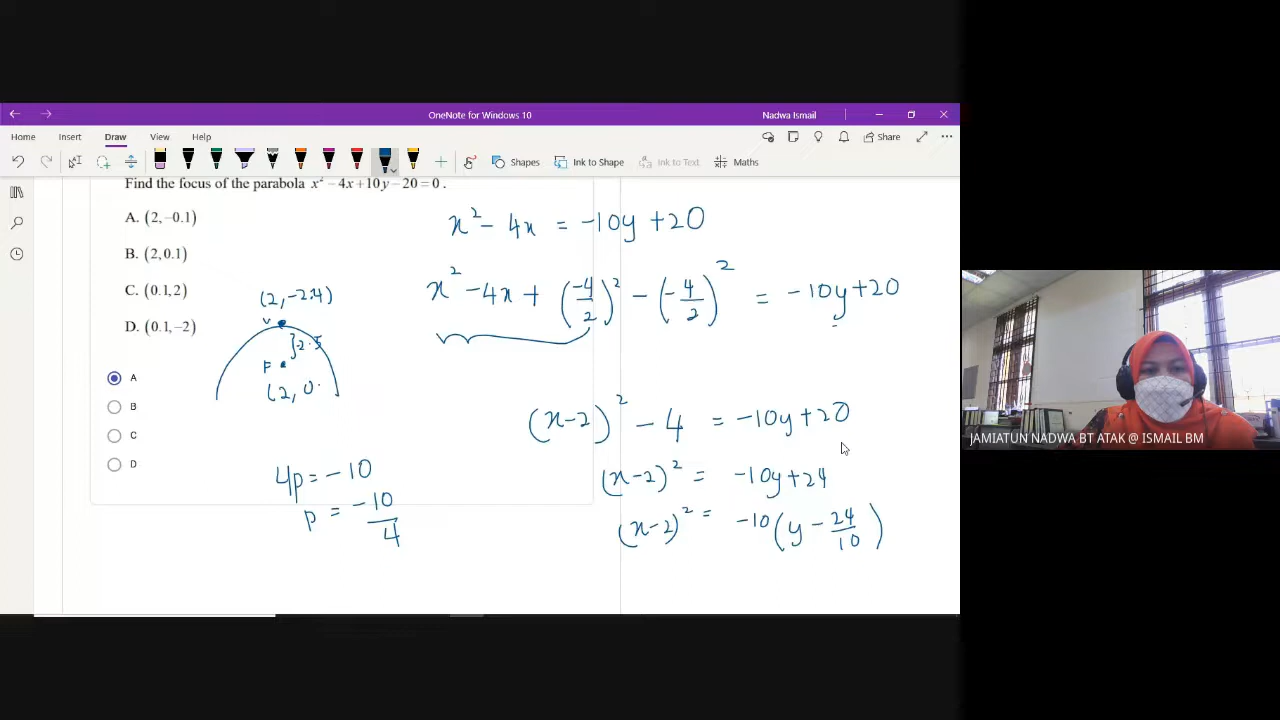 OneNote for Windows 10
Nadwa Ismail
Home Insert Draw View Help
Share
Shapes Ink to Shape Ink to Text Maths
Find the focus of the parabola x² − 4x + 10y − 20 = 0 .
A. (2, −0.1)
B. (2, 0.1)
C. (0.1, 2)
D. (0.1, −2)
A
B
C
D
(2, -2.4)
V
}-2.5
F
(2, 0.
4p = -10
p = -10/4
x² - 4x = -10y + 20
x² - 4x + (-4/2)² - (-4/2)² = -10y + 20
(x-2)² - 4 = -10y + 20
(x-2)² = -10y + 24
(x-2)² = -10(y - 24/10)
JAMIATUN NADWA BT ATAK @ ISMAIL BM